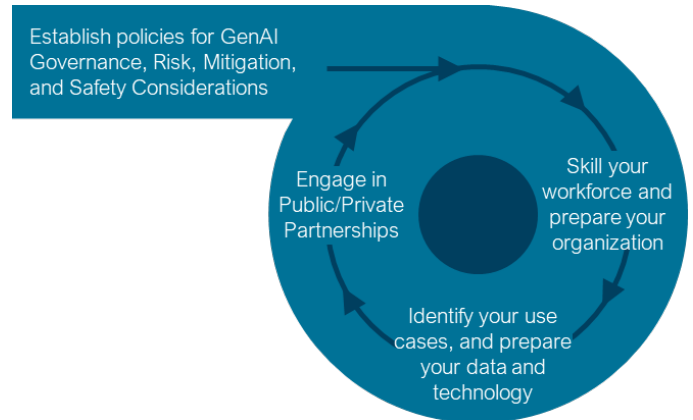 Establish policies for GenAI
Governance, Risk, Mitigation,
and Safety Considerations
Skill your
workforce and
prepare your
organization
Identify your use
cases, and prepare
your data and
technology
Engage in
Public/Private
Partnerships